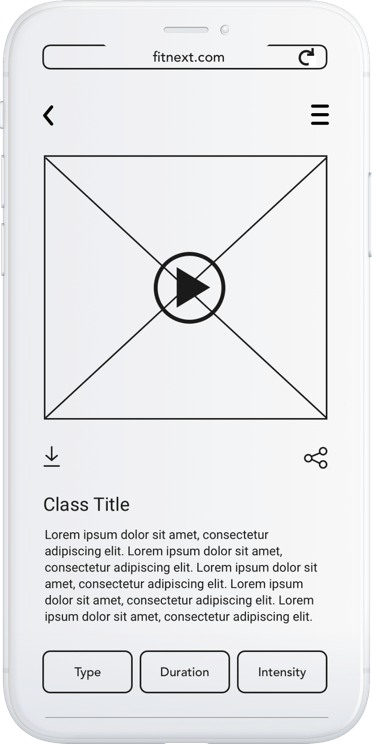 fitnext.com
Class Title
Lorem ipsum dolor sit amet, consectetur
adipiscing elit. Lorem ipsum dolor sit amet,
consectetur adipiscing elit. Lorem ipsum dolor sit
amet, consectetur adipiscing elit. Lorem ipsum
dolor sit amet, consectetur adipiscing elit. Lorem
ipsum dolor sit amet, consectetur adipiscing elit.
Type Duration Intensity